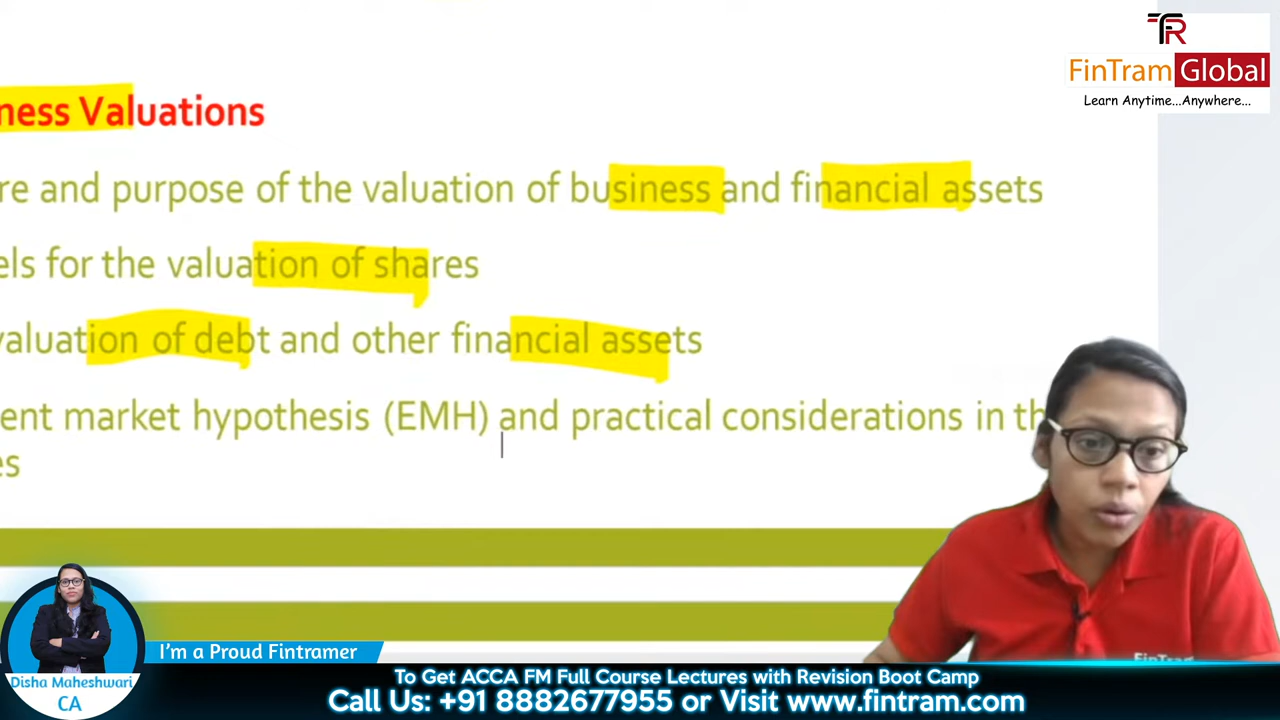 FinTram Global
Learn Anytime...Anywhere...
ness Valuations
re and purpose of the valuation of business and financial assets
els for the valuation of shares
valuation of debt and other financial assets
ent market hypothesis (EMH) and practical considerations in th
es
FinTram
I'm a Proud Fintramer
Disha Maheshwari
CA
To Get ACCA FM Full Course Lectures with Revision Boot Camp
Call Us: +91 8882677955 or Visit www.fintram.com